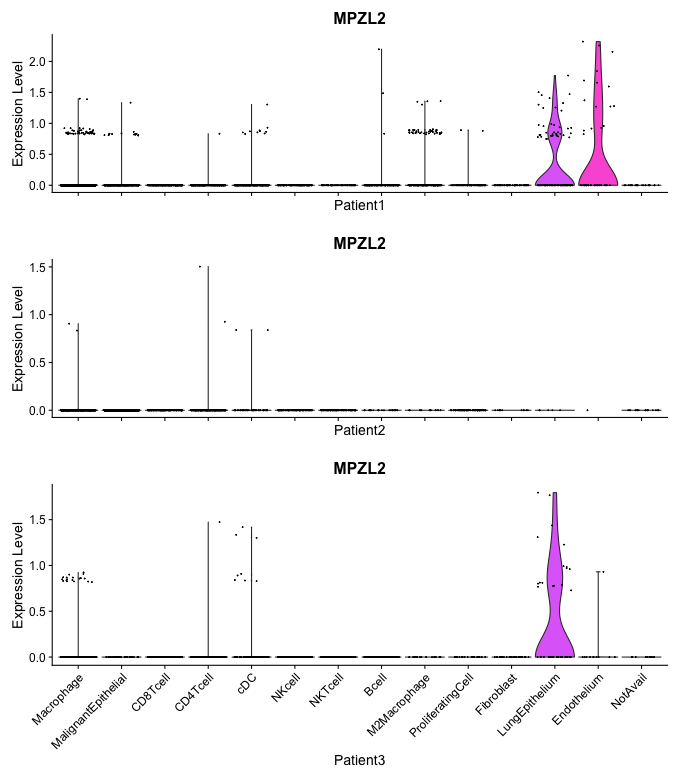 MPZL2
Expression Level
2.0
1.5
1.0
0.5
0.0
Patient1
MPZL2
Expression Level
1.5
1.0
0.5
0.0
Patient2
MPZL2
Expression Level
1.5
1.0
0.5
0.0
Macrophage
MalignantEpithelial
CD8Tcell
CD4Tcell
cDC
NKcell
NKTcell
Bcell
M2Macrophage
ProliferatingCell
Fibroblast
LungEpithelium
Endothelium
NotAvail
Patient3